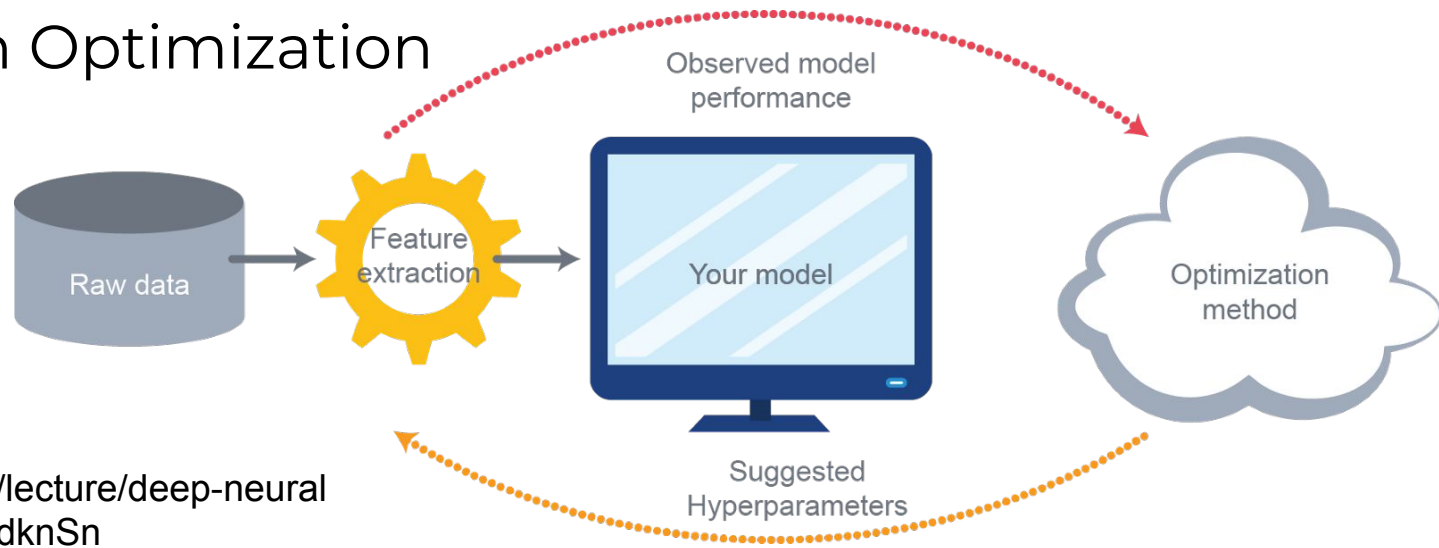 n Optimization
Observed model
performance
Raw data
Feature
extraction
Your model
Optimization
method
Suggested
Hyperparameters
/lecture/deep-neural
dknSn